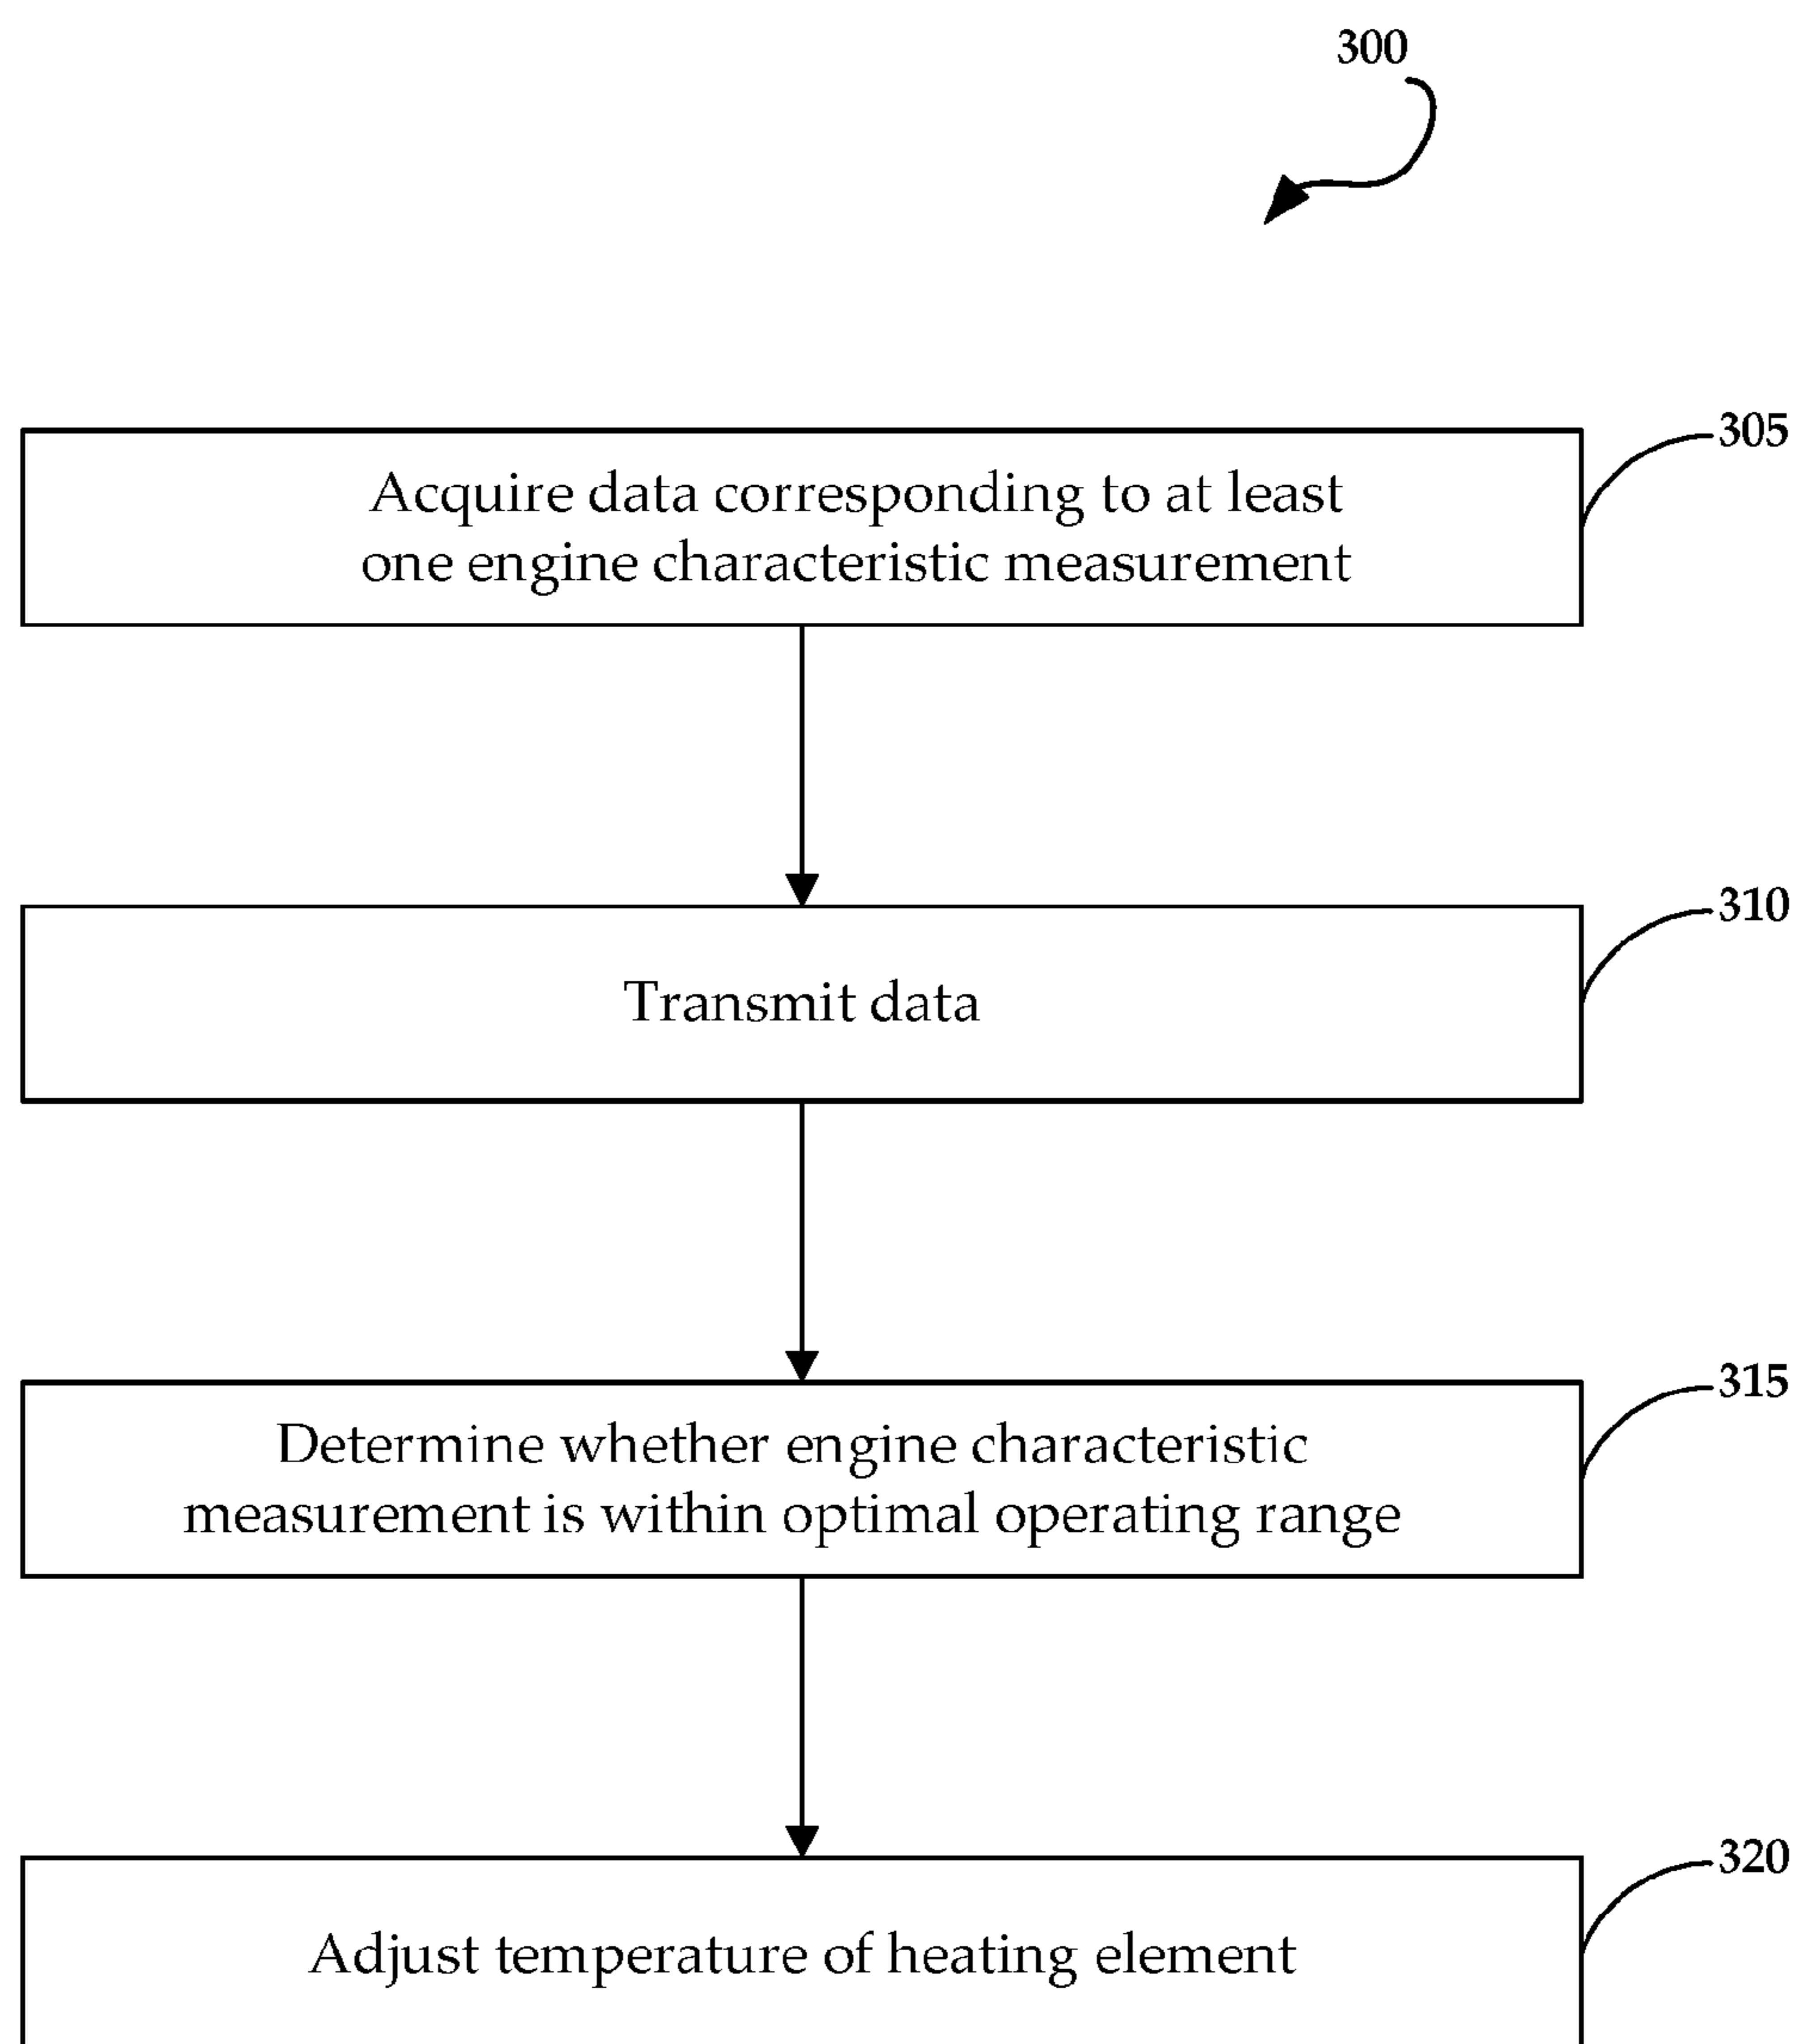 300
305
Acquire data corresponding to at least
one engine characteristic measurement
310
Transmit data
315
Determine whether engine characteristic
measurement is within optimal operating range
320
Adjust temperature of heating element